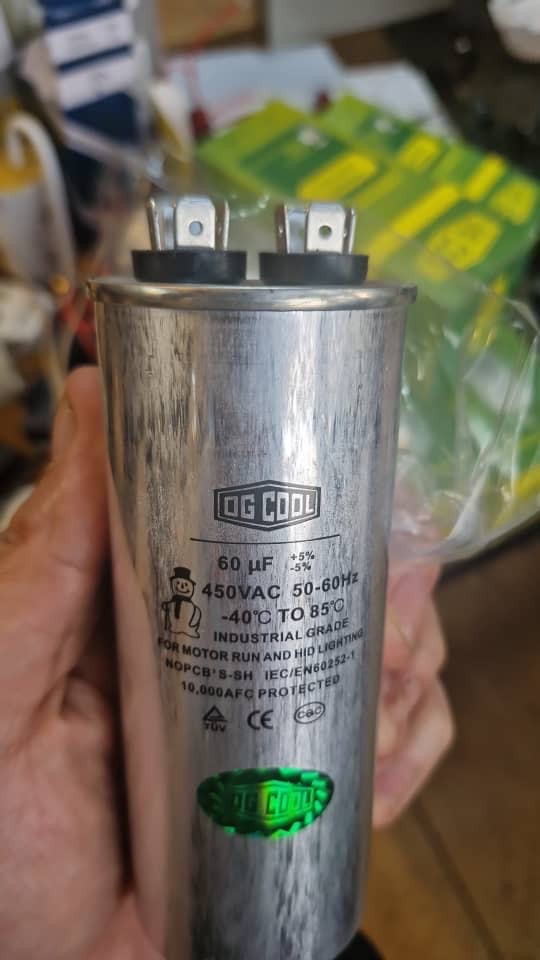 OG COOL
60 µF +5% -5%
450VAC 50-60Hz
-40°C TO 85°C
INDUSTRIAL GRADE
FOR MOTOR RUN AND HID LIGHTING
NOPCB'S-SH IEC/EN60252-1
10,000AFC PROTECTED
TÜV CE CQC
OG COOL